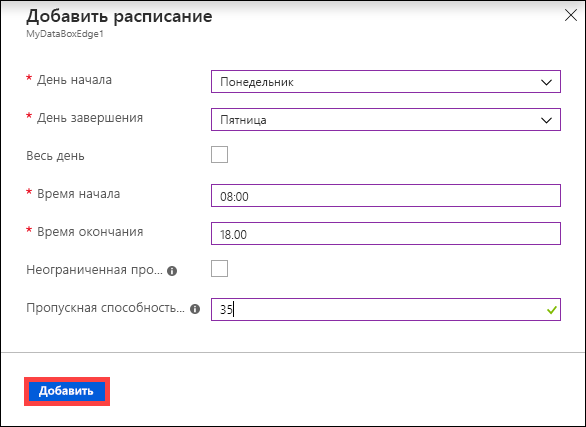 Добавить расписание
MyDataBoxEdge1
* День начала Понедельник
* День завершения Пятница
Весь день
* Время начала 08:00
* Время окончания 18.00
Неограниченная про...
Пропускная способность... 35
Добавить